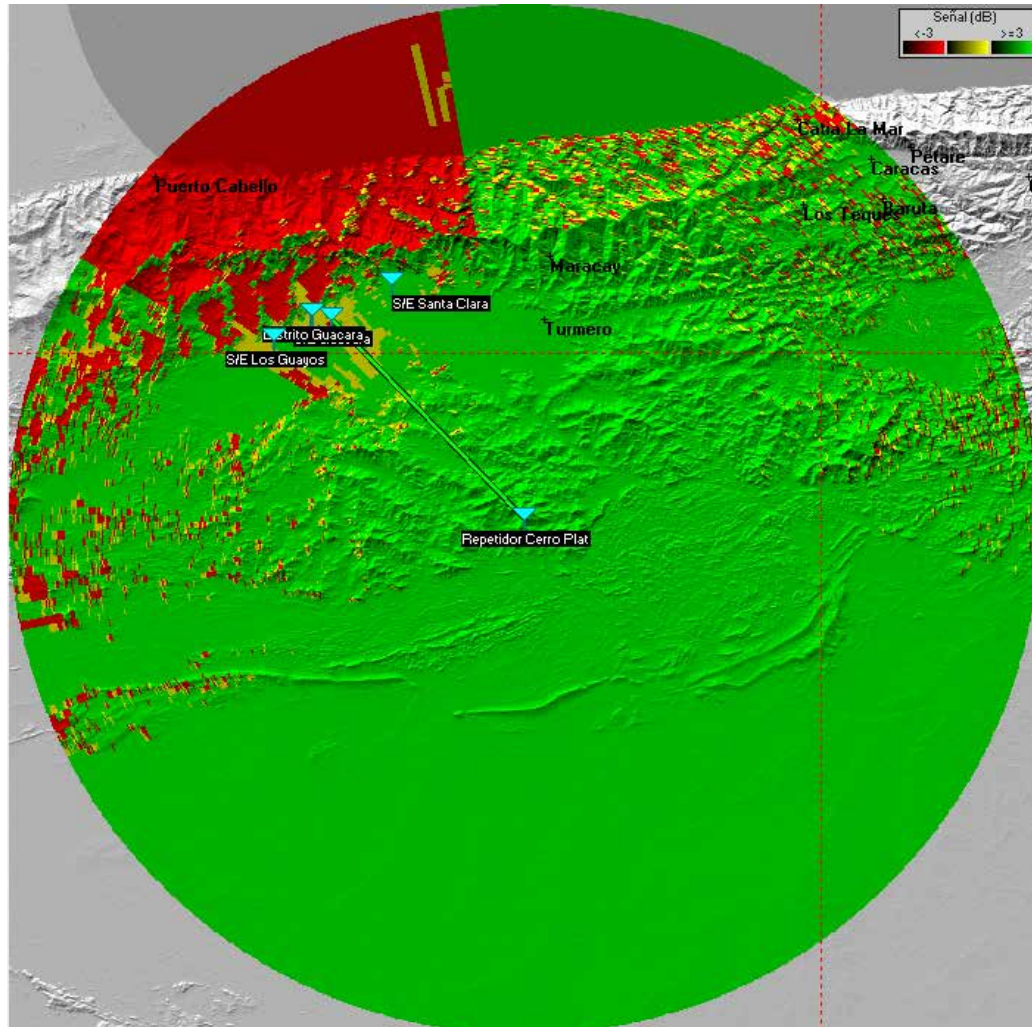 Señal (dB)
<-3 >=3
Catia La Mar
Petare
Caracas
Puerto Cabello
Los Teques Baruta
Maracay
S/E Santa Clara
Turmero
Distrito Guacara
S/E Los Guayos
Repetidor Cerro Plat